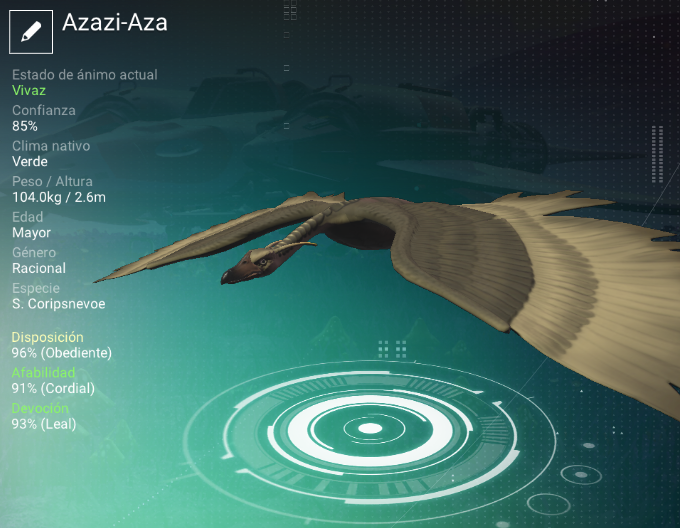 Azazi-Aza
Estado de ánimo actual
Vivaz
Confianza
85%
Clima nativo
Verde
Peso / Altura
104.0kg / 2.6m
Edad
Mayor
Género
Racional
Especie
S. Coripsnevoe
Disposición
96% (Obediente)
Afabilidad
91% (Cordial)
Devoción
93% (Leal)